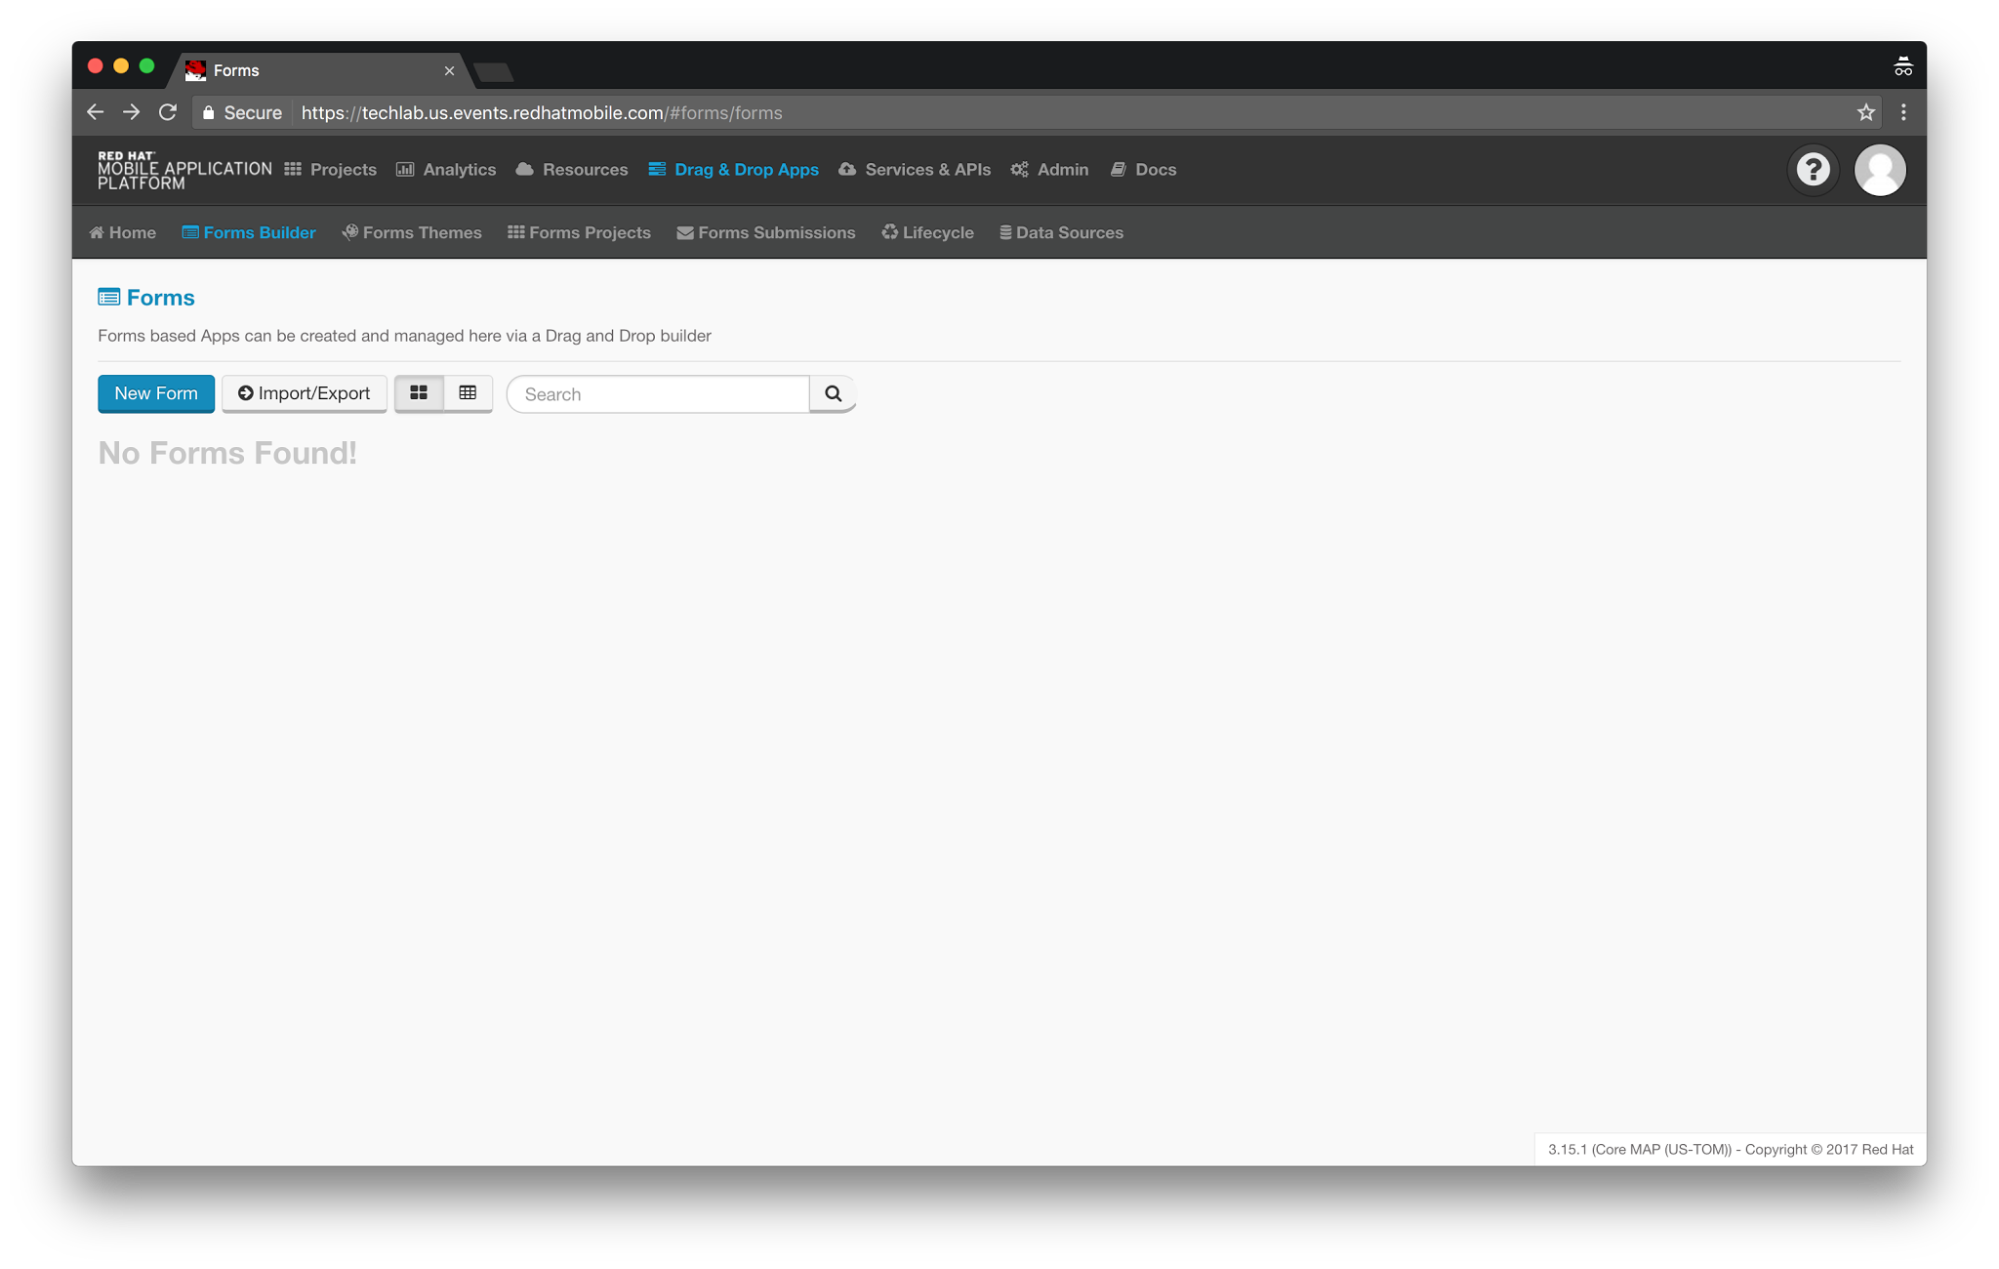 Forms
Secure https://techlab.us.events.redhatmobile.com/#forms/forms
RED HAT
MOBILE APPLICATION
PLATFORM
Projects Analytics Resources Drag & Drop Apps Services & APIs Admin Docs
Home Forms Builder Forms Themes Forms Projects Forms Submissions Lifecycle Data Sources
Forms
Forms based Apps can be created and managed here via a Drag and Drop builder
New Form Import/Export Search
No Forms Found!
3.15.1 (Core MAP (US-TOM)) - Copyright © 2017 Red Hat